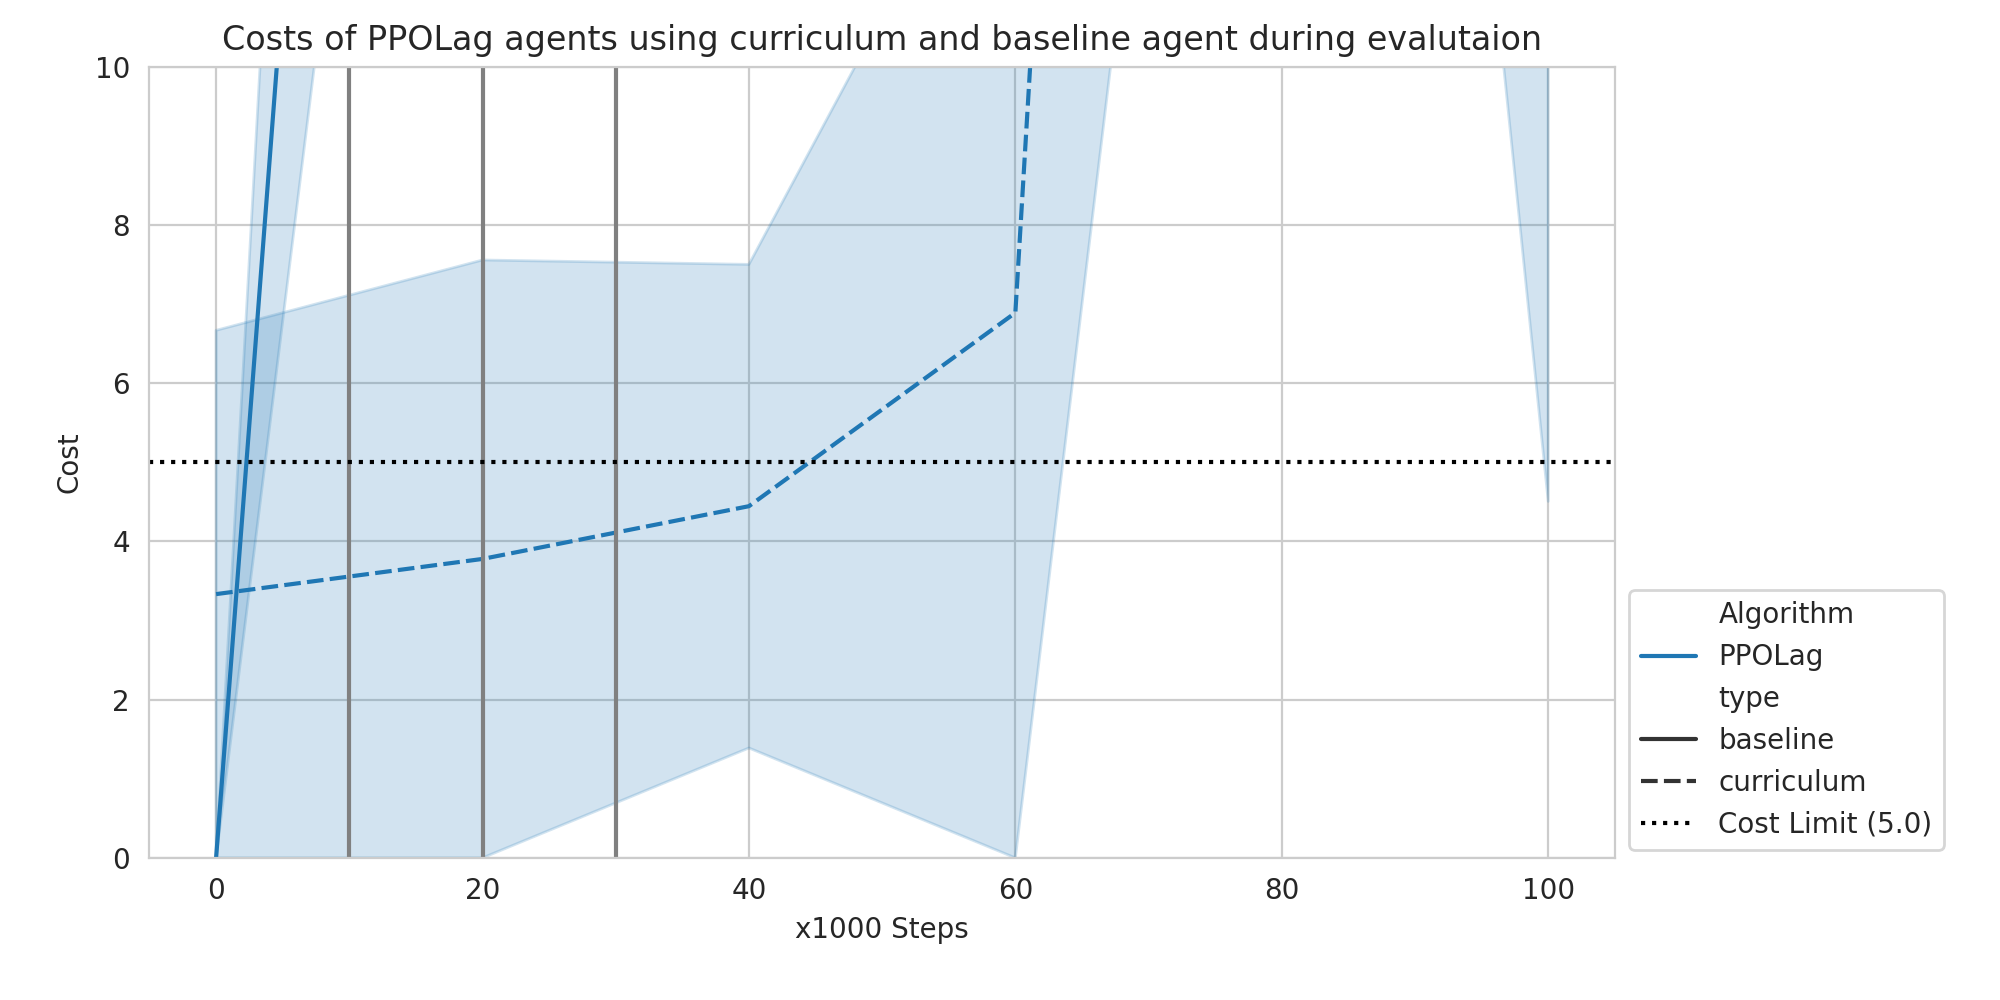 Costs of PPOLag agents using curriculum and baseline agent during evalutaion
10
8
6
4
2
0
Cost
0 20 40 60 80 100
x1000 Steps
Algorithm
PPOLag
type
baseline
curriculum
Cost Limit (5.0)